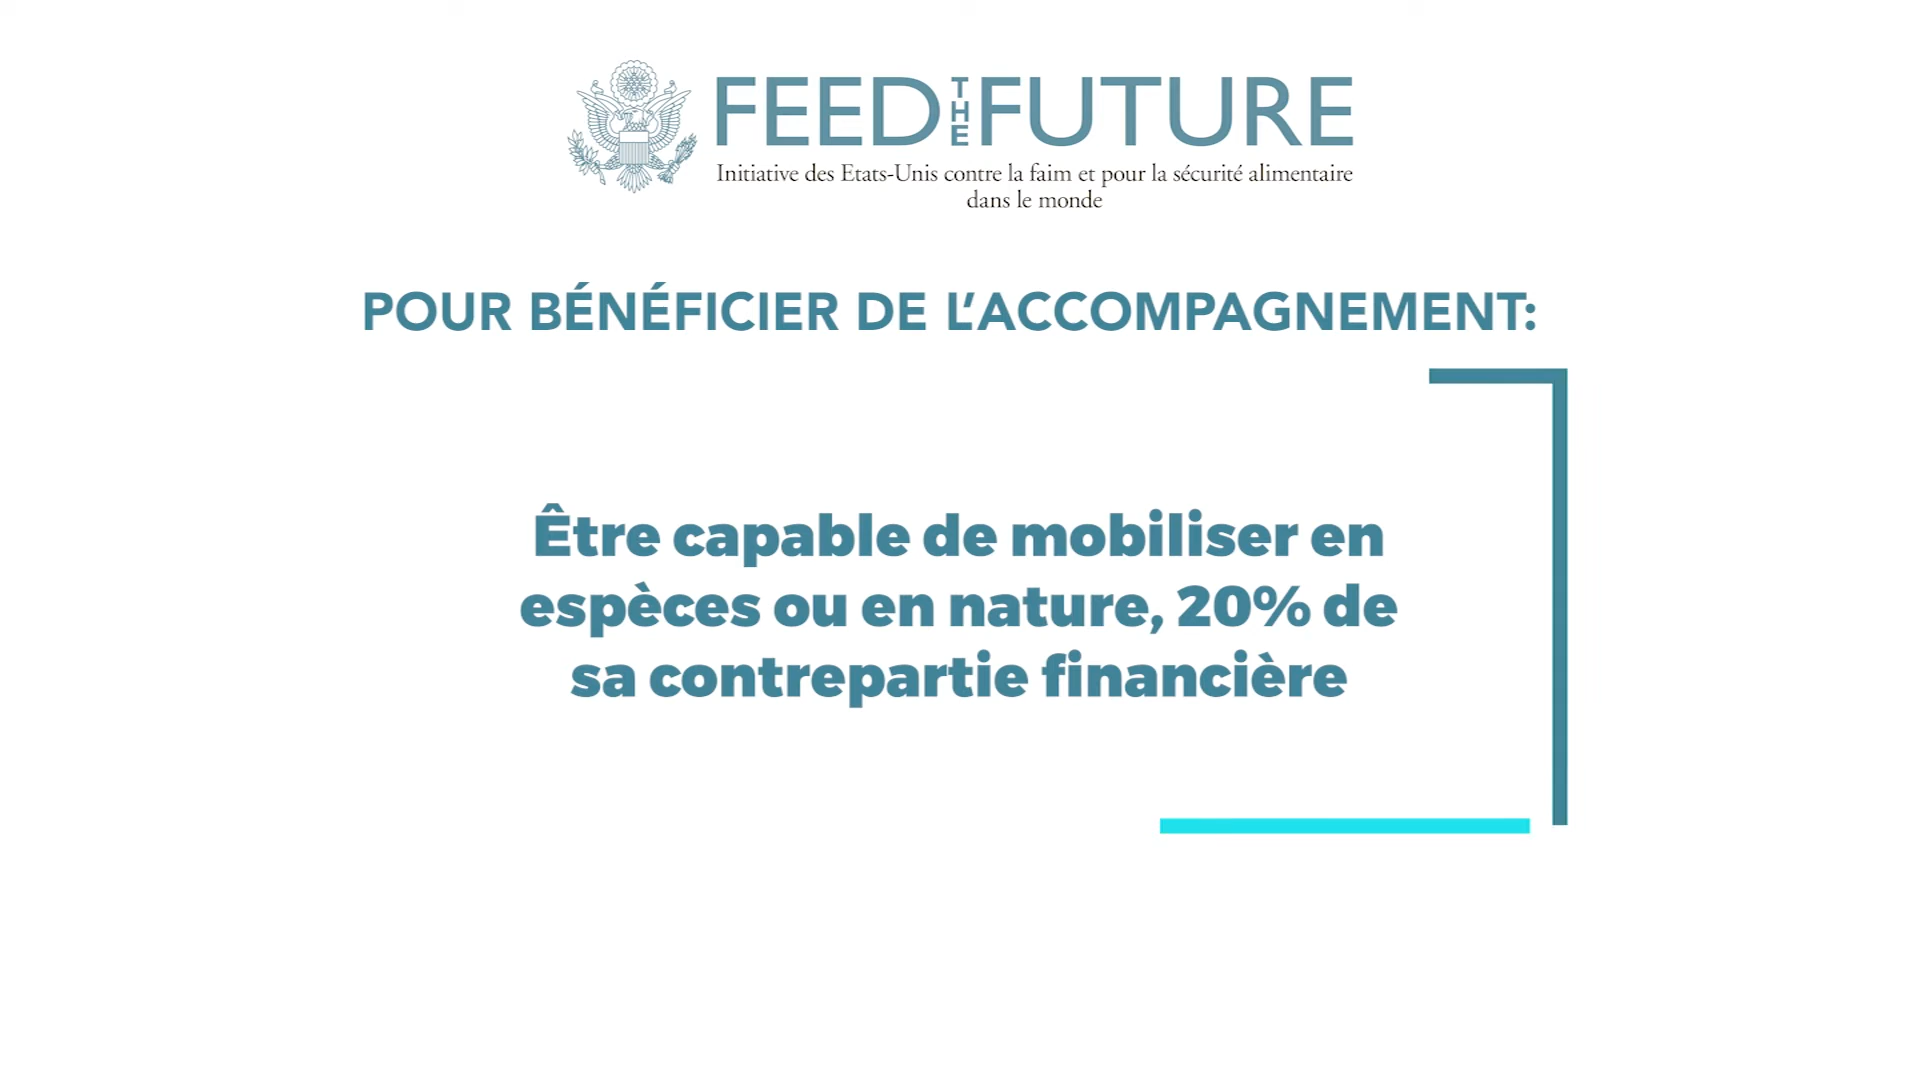 FEED THE FUTURE
Initiative des Etats-Unis contre la faim et pour la sécurité alimentaire
dans le monde
POUR BÉNÉFICIER DE L’ACCOMPAGNEMENT:
Être capable de mobiliser en
espèces ou en nature, 20% de
sa contrepartie financière